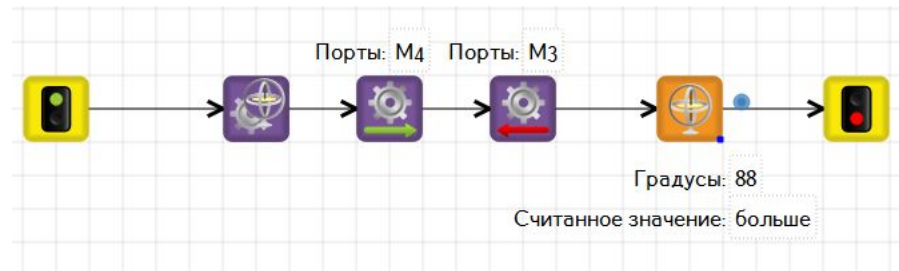 Порты: M4 Порты: M3
Градусы: 88
Считанное значение: больше